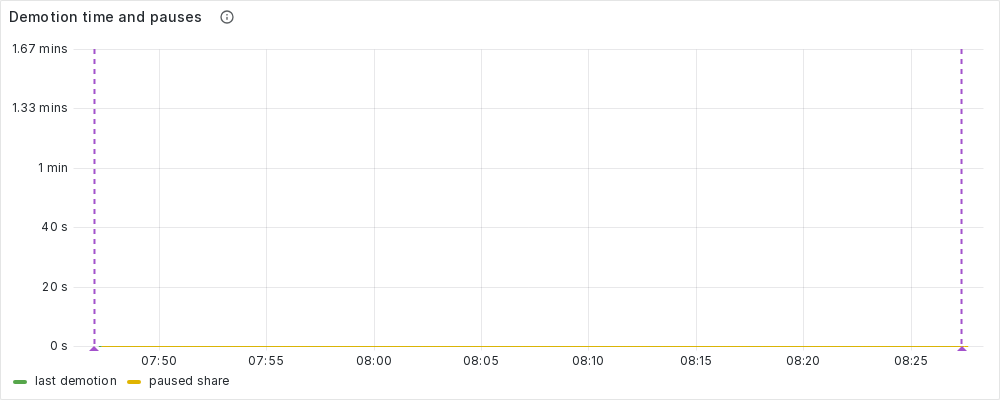 Demotion time and pauses
1.67 mins
1.33 mins
1 min
40 s
20 s
0 s
07:50 07:55 08:00 08:05 08:10 08:15 08:20 08:25
last demotion paused share